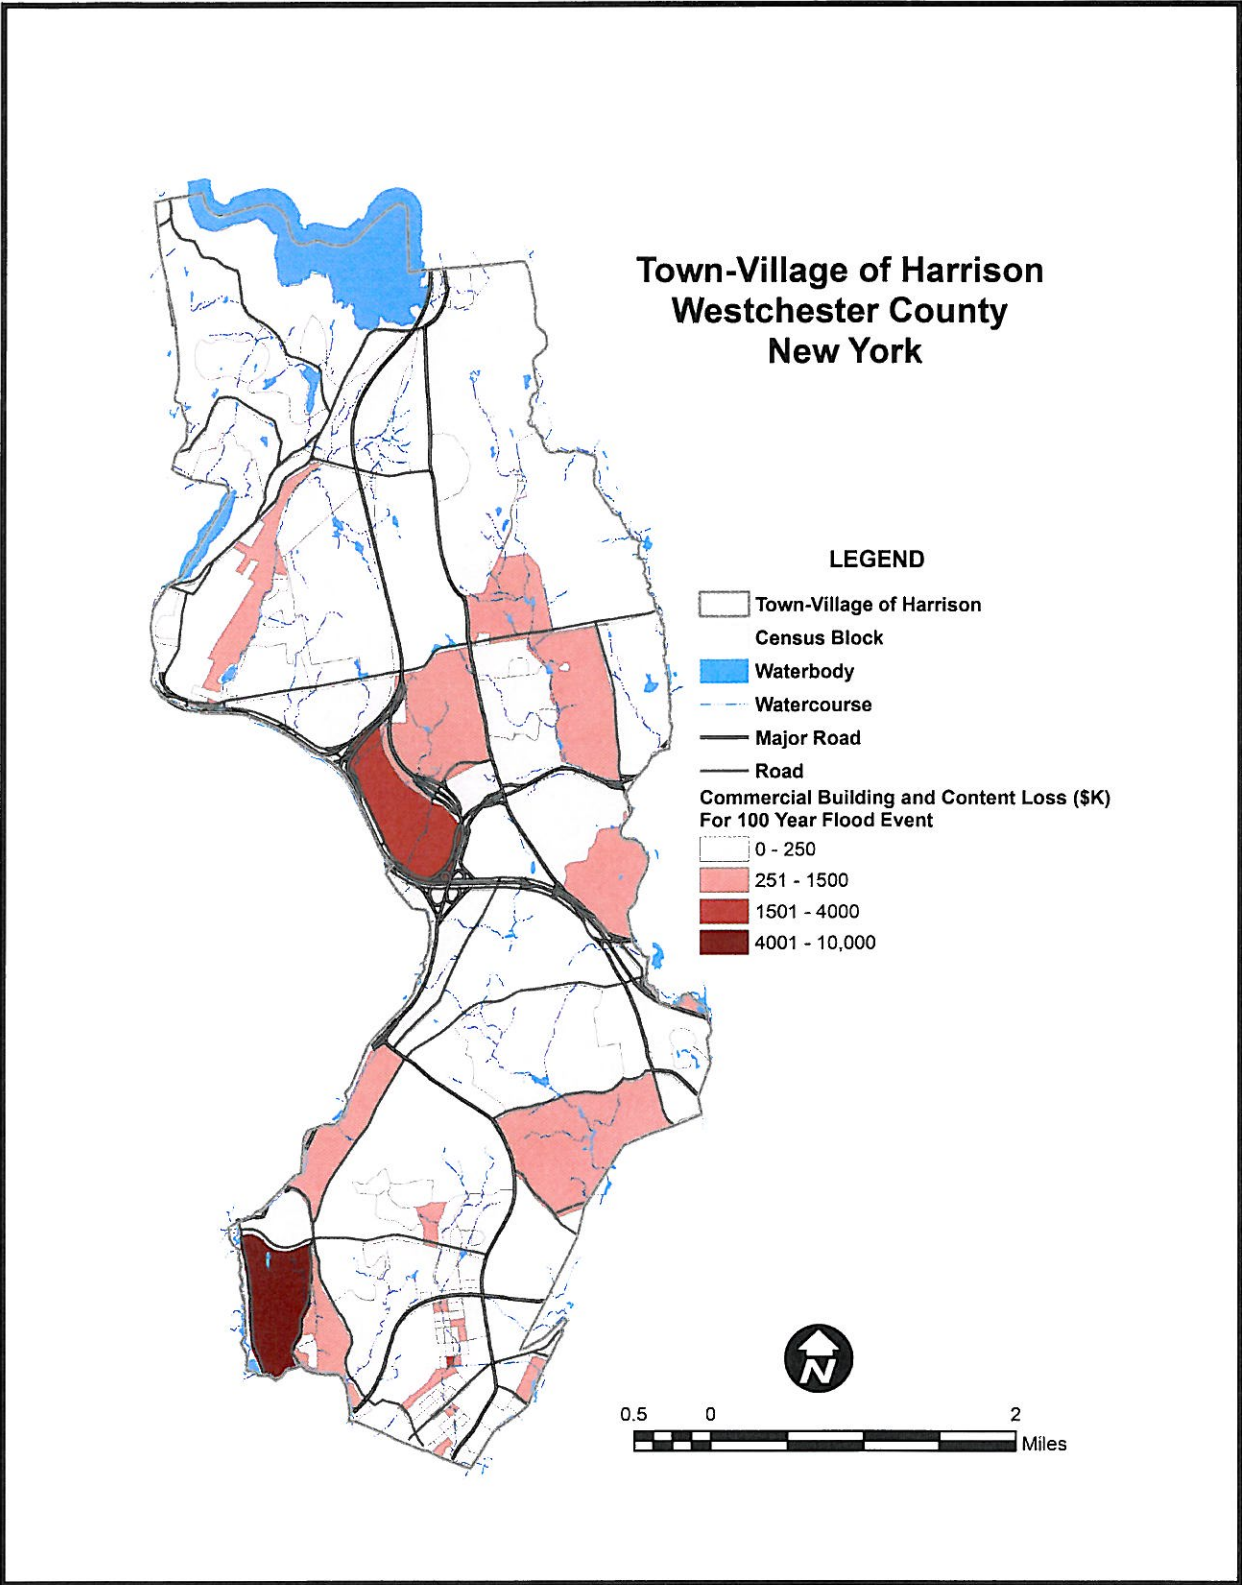 Town-Village of Harrison
Westchester County
New York
LEGEND
Town-Village of Harrison
Census Block
Waterbody
Watercourse
Major Road
Road
Commercial Building and Content Loss ($K)
For 100 Year Flood Event
0 - 250
251 - 1500
1501 - 4000
4001 - 10,000
N
0.5 0 2
Miles